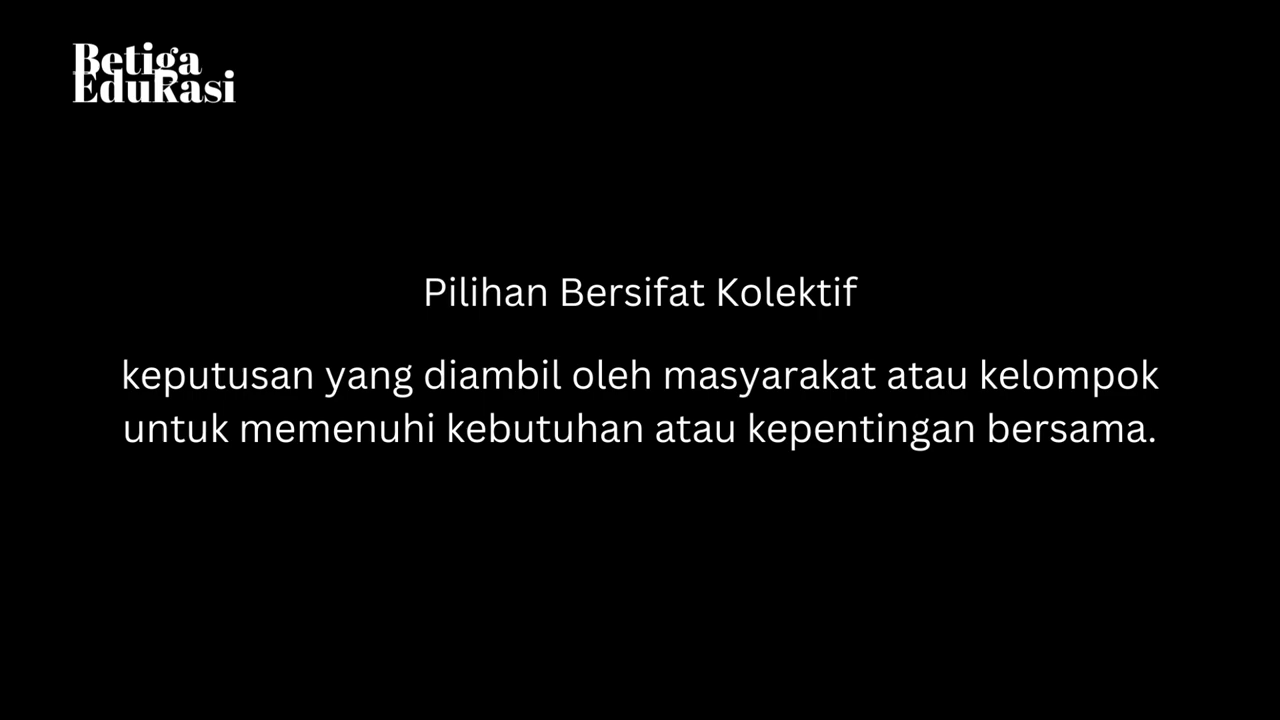 Betiga
Edukasi
Pilihan Bersifat Kolektif
keputusan yang diambil oleh masyarakat atau kelompok
untuk memenuhi kebutuhan atau kepentingan bersama.